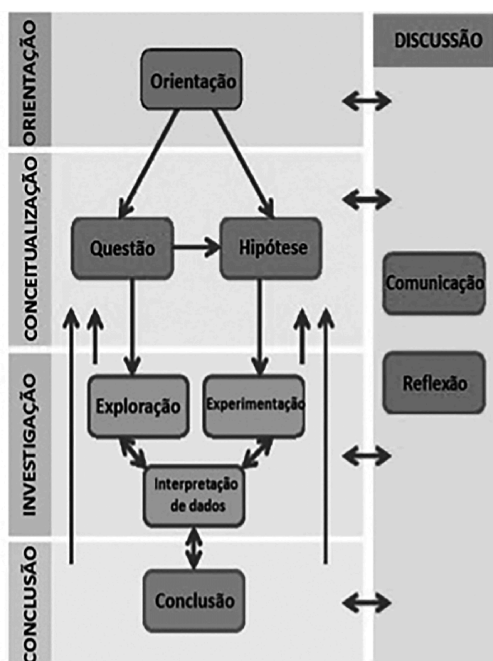 ORIENTAÇÃO
Orientação
CONCEITUALIZAÇÃO
Questão
Hipótese
INVESTIGAÇÃO
Exploração
Experimentação
Interpretação
de dados
CONCLUSÃO
Conclusão
DISCUSSÃO
Comunicação
Reflexão